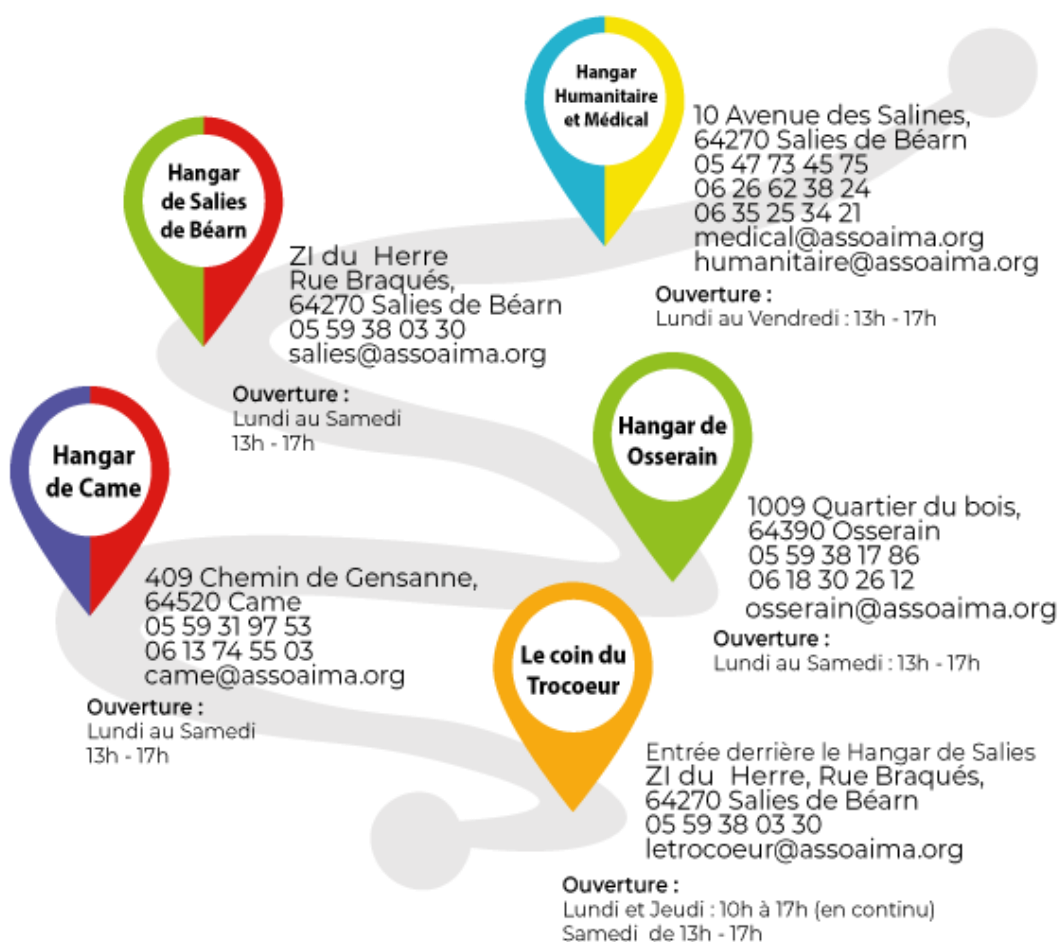 Hangar
Humanitaire
et Médical
10 Avenue des Salines,
64270 Salies de Béarn
05 47 73 45 75
06 26 62 38 24
06 35 25 34 21
medical@assoaima.org
humanitaire@assoaima.org
Ouverture :
Lundi au Vendredi : 13h - 17h
Hangar
de Salies
de Béarn
ZI du Herre
Rue Braqués,
64270 Salies de Béarn
05 59 38 03 30
salies@assoaima.org
Ouverture :
Lundi au Samedi
13h - 17h
Hangar de
Osserain
1009 Quartier du bois,
64390 Osserain
05 59 38 17 86
06 18 30 26 12
osserain@assoaima.org
Ouverture :
Lundi au Samedi : 13h - 17h
Hangar
de Came
409 Chemin de Gensanne,
64520 Came
05 59 31 97 53
06 13 74 55 03
came@assoaima.org
Ouverture :
Lundi au Samedi
13h - 17h
Le coin du
Trocoeur
Entrée derrière le Hangar de Salies
ZI du Herre, Rue Braqués,
64270 Salies de Béarn
05 59 38 03 30
letrocoeur@assoaima.org
Ouverture :
Lundi et Jeudi : 10h à 17h (en continu)
Samedi de 13h - 17h